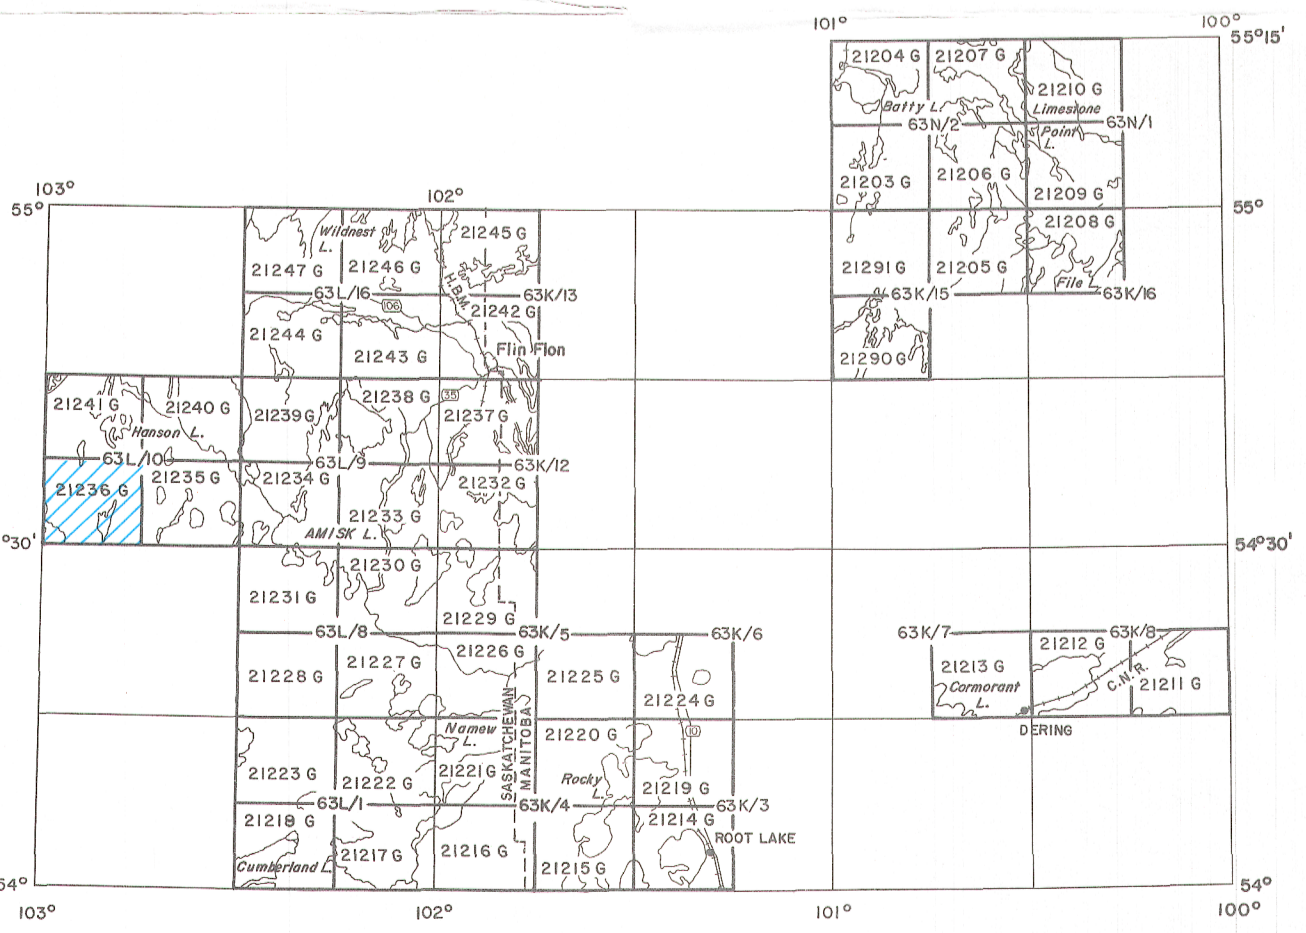 101°
100°
55°15'
21204 G
21207 G
21210 G
Batty L.
Limestone
Point
L.
63N/2
63N/1
21203 G
21206 G
21209 G
103°
102°
55°
55°
21208 G
Wildnest
L.
21245 G
21247 G
21246 G
21291 G
21205 G
File L.
63L/16
63K/13
63K/15
63K/16
H.B.M.
106
21242 G
21244 G
21243 G
Flin Flon
21290 G
21241 G
21240 G
21239 G
21238 G
35
21237 G
Hanson L.
63L/10
63L/9
63K/12
21236 G
21235 G
21234 G
21232 G
21233 G
AMISK L.
°30'
54°30'
21230 G
21231 G
21229 G
63L/8
63K/5
63K/6
63K/7
63K/8
21228 G
21227 G
21226 G
21225 G
21224 G
21213 G
21212 G
21211 G
Cormorant
L.
C.N.R.
DERING
SASKATCHEWAN
MANITOBA
Namew
L.
21220 G
10
21223 G
21222 G
21221 G
Rocky
L.
21219 G
63L/1
63K/4
63K/3
21218 G
21214 G
ROOT LAKE
21217 G
21216 G
21215 G
Cumberland L.
54°
54°
103°
102°
101°
100°